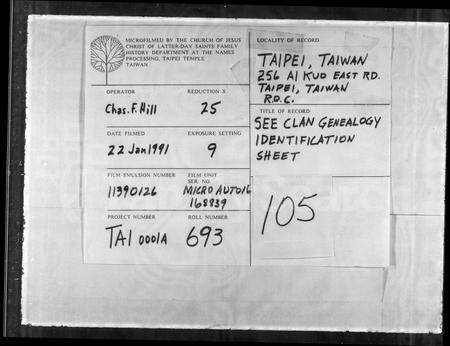 MICROFILMED BY THE CHURCH OF JESUS
CHRIST OF LATTER-DAY SAINTS FAMILY
HISTORY DEPARTMENT AT THE NAMES
PROCESSING, TAIPEI TEMPLE
TAIWAN
OPERATOR
REDUCTION X
Chas. F. Hill
25
DATE FILMED
EXPOSURE SETTING
22 Jan 1991
9
FILM EMULSION NUMBER
FILM UNIT
SER. NO.
11390126
MICRO AUTO16
168839
PROJECT NUMBER
ROLL NUMBER
TAI 0001A
693
LOCALITY OF RECORD
TAIPEI, TAIWAN
256 AI KUO EAST RD.
TAIPEI, TAIWAN
R.O.C.
TITLE OF RECORD
SEE CLAN GENEALOGY
IDENTIFICATION
SHEET
105